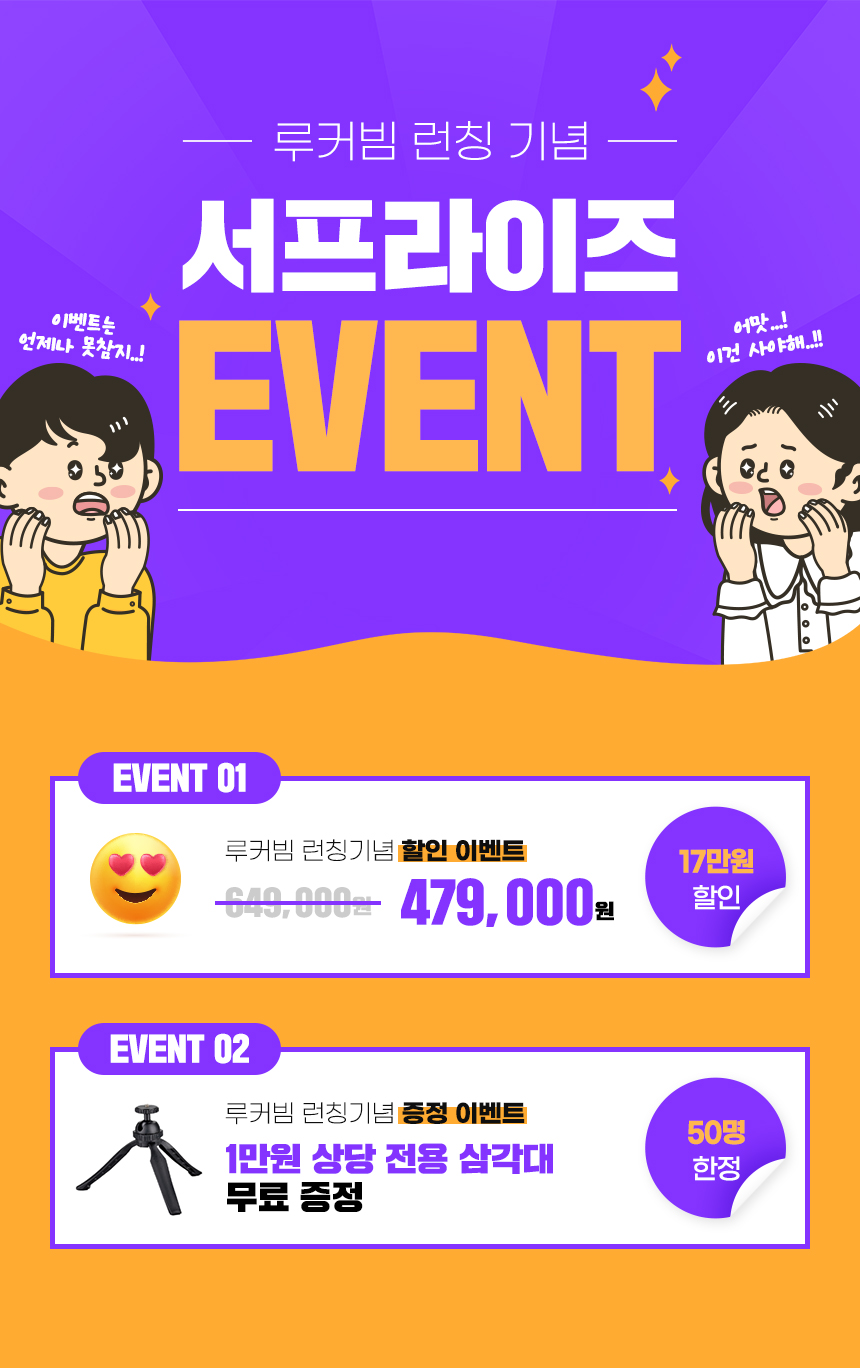 루커빔 런칭 기념
서프라이즈
EVENT
이벤트는
언제나 못참지..!
어맛...!
이건 사야해..!!
EVENT 01
루커빔 런칭기념 할인 이벤트
649,000원 479,000원
17만원
할인
EVENT 02
루커빔 런칭기념 증정 이벤트
1만원 상당 전용 삼각대
무료 증정
50명
한정